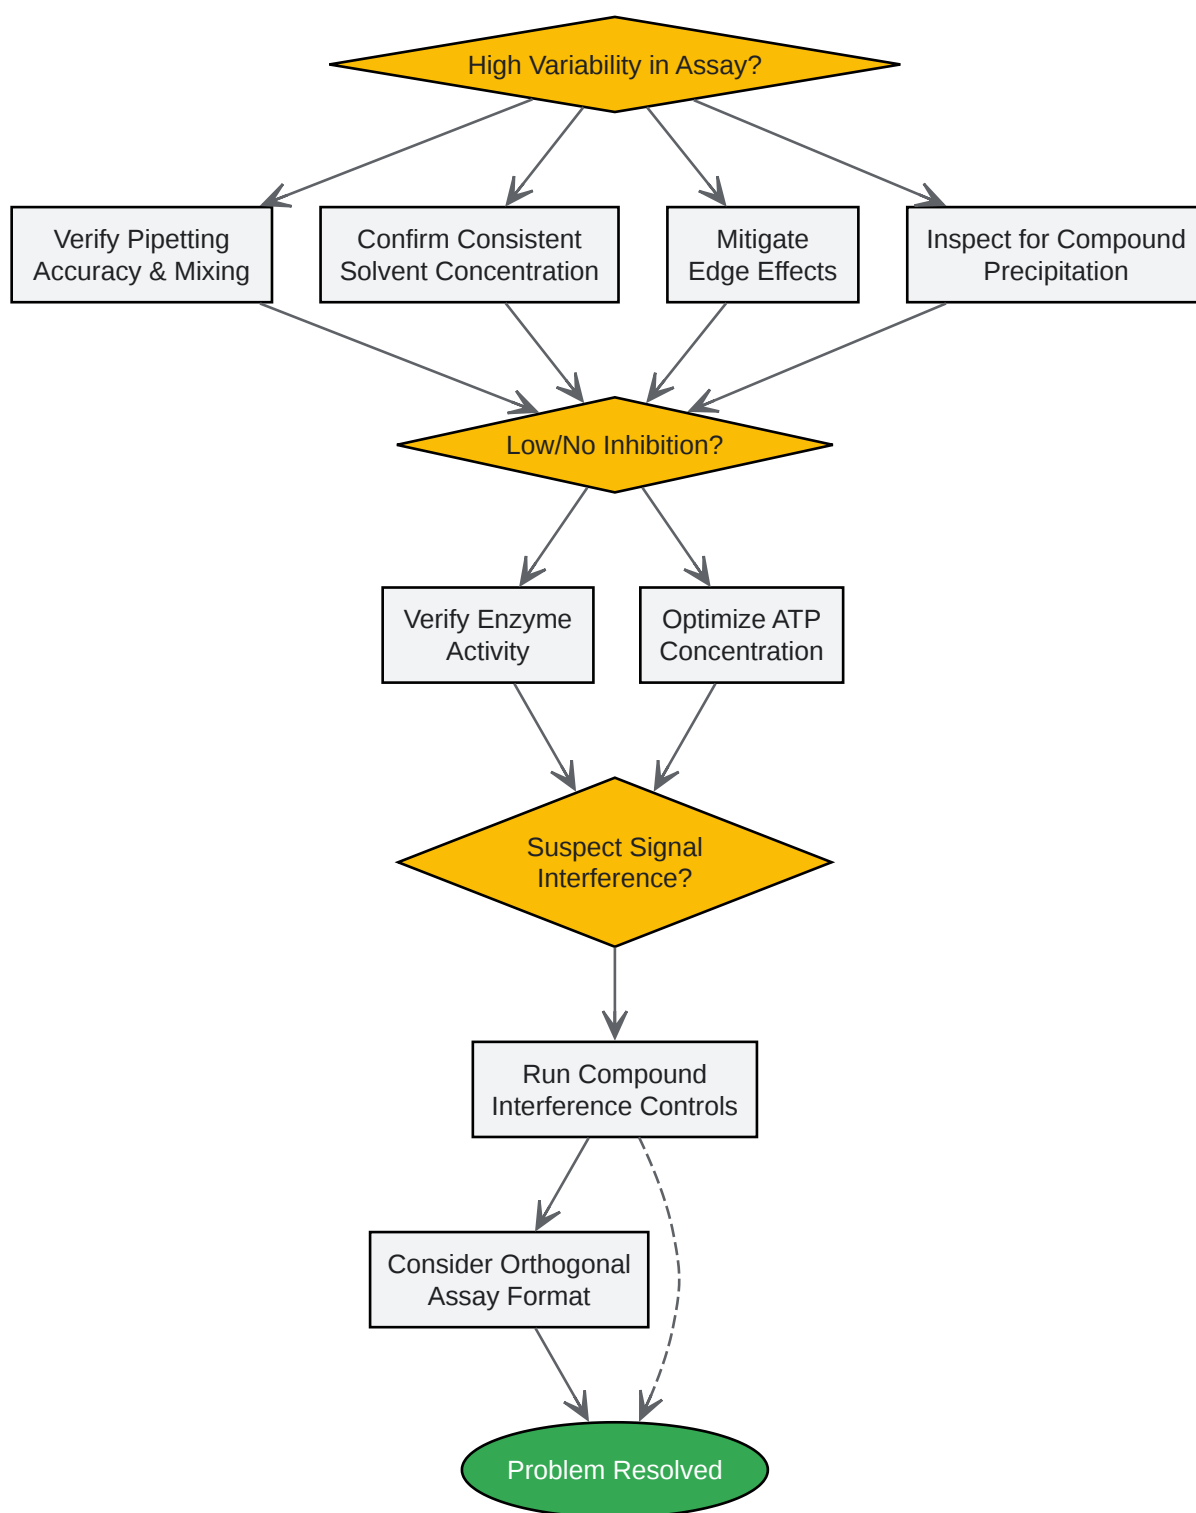 High Variability in Assay?
Verify Pipetting
Accuracy & Mixing
Confirm Consistent
Solvent Concentration
Mitigate
Edge Effects
Inspect for Compound
Precipitation
Low/No Inhibition?
Verify Enzyme
Activity
Optimize ATP
Concentration
Suspect Signal
Interference?
Run Compound
Interference Controls
Consider Orthogonal
Assay Format
Problem Resolved